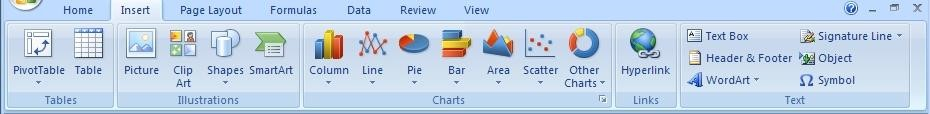 Home Insert Page Layout Formulas Data Review View
PivotTable Table Picture Clip Art Shapes SmartArt Column Line Pie Bar Area Scatter Other Charts Hyperlink
Text Box Signature Line
Header & Footer Object
WordArt Symbol
Tables Illustrations Charts Links Text